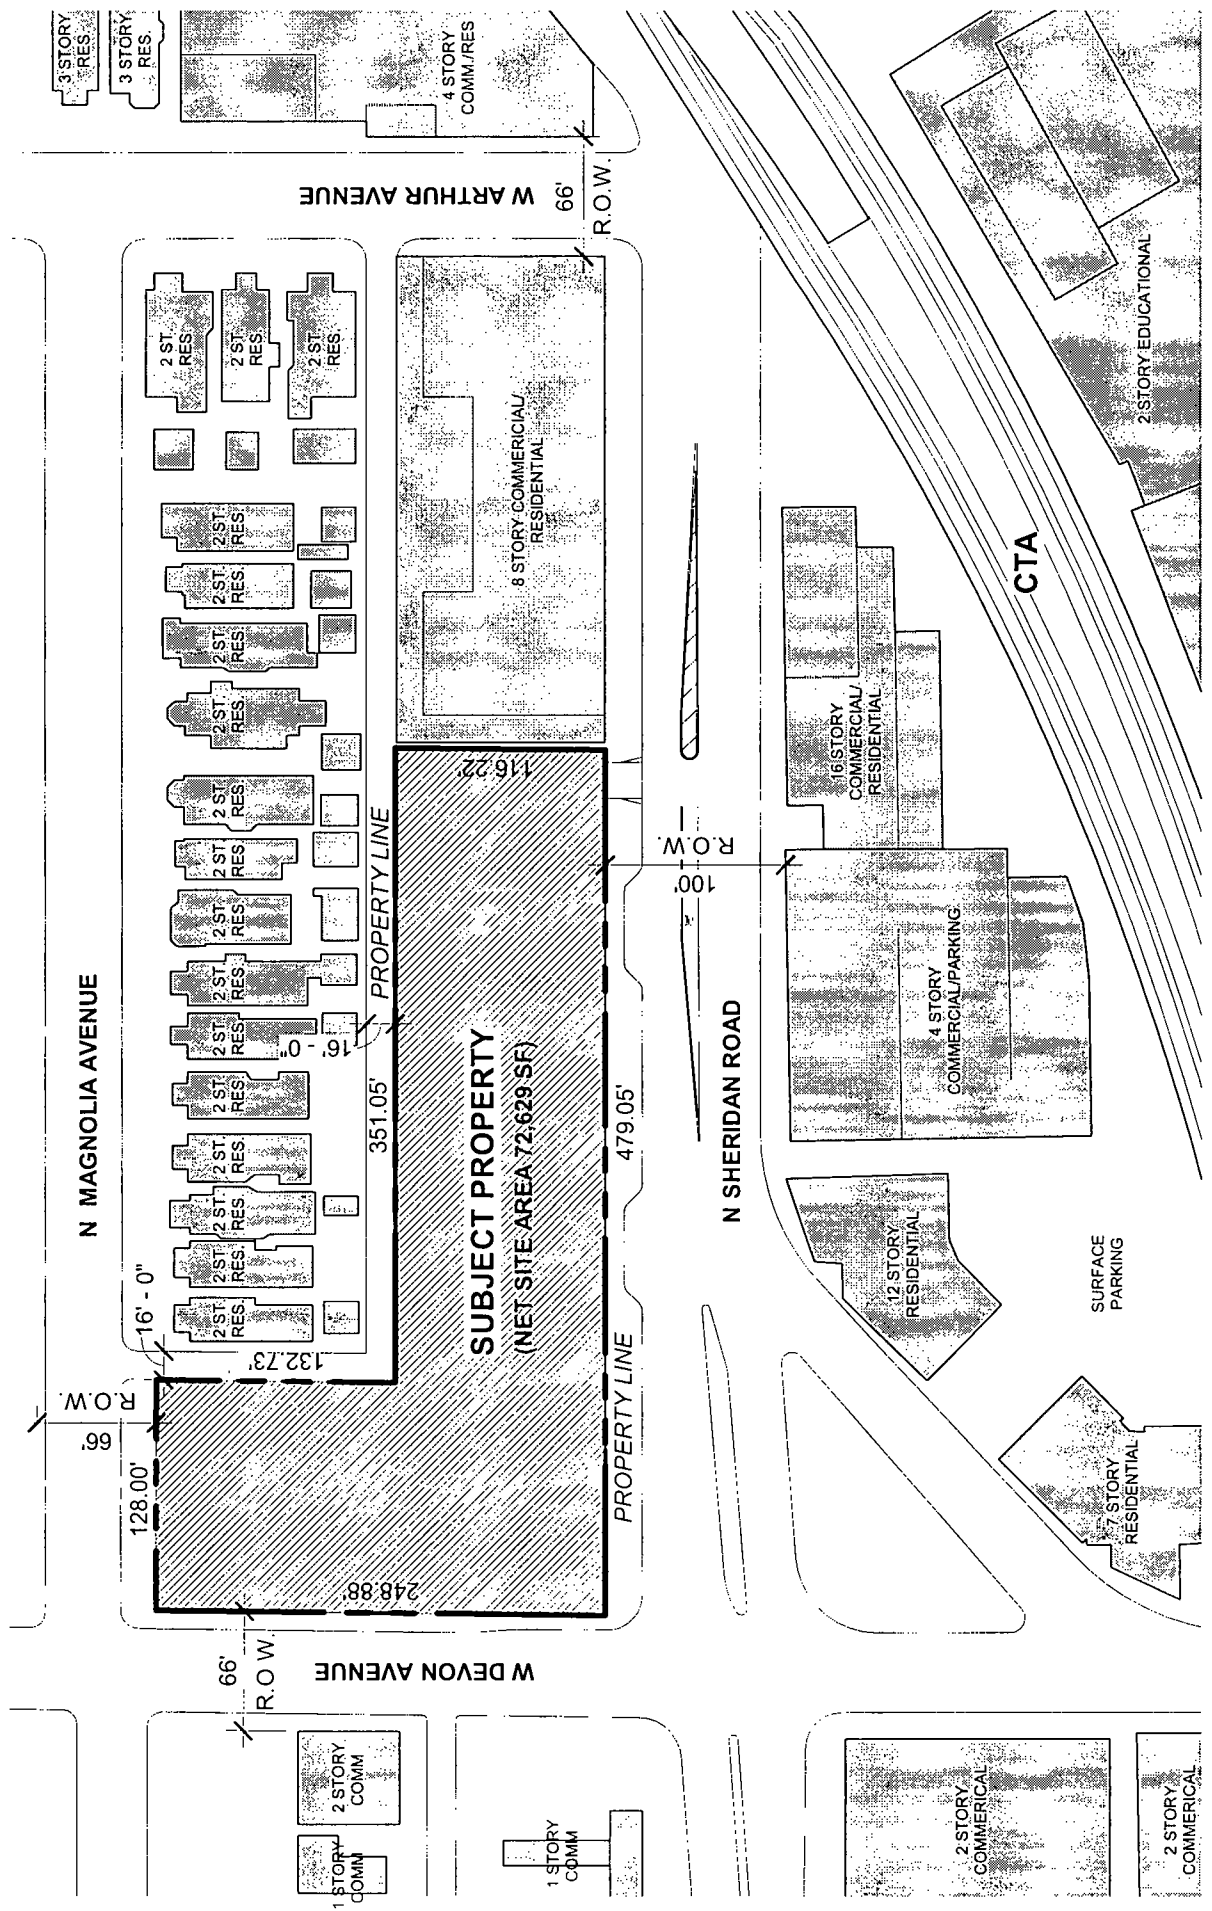 3 STORY
RES.
3 STORY
RES.
4 STORY
COMM./RES
W ARTHUR AVENUE
66'
R.O.W.
2 ST.
RES.
2 ST.
RES.
2 ST.
RES.
2 ST.
RES.
2 ST.
RES.
2 ST.
RES.
2 ST.
RES.
2 ST.
RES.
2 ST.
RES.
2 ST.
RES.
2 ST.
RES.
2 ST.
RES.
2 ST.
RES.
2 ST.
RES.
2 ST.
RES.
2 ST.
RES.
2 ST.
RES.
8 STORY COMMERICIAL/
RESIDENTIAL
2 STORY EDUCATIONAL
CTA
16 STORY
COMMERCIAL/
RESIDENTIAL
116.22'
PROPERTY LINE
R.O.W.
100'
N MAGNOLIA AVENUE
16' - 0"
351.05'
SUBJECT PROPERTY
(NET SITE AREA 72,629 SF)
479.05'
N SHERIDAN ROAD
4 STORY
COMMERCIAL/PARKING
12 STORY
RESIDENTIAL
SURFACE
PARKING
16' - 0"
132.73'
R.O.W.
66'
128.00'
PROPERTY LINE
7 STORY
RESIDENTIAL
248.88'
66'
R.O.W.
W DEVON AVENUE
2 STORY
COMM
1 STORY
COMM
1 STORY
COMM
2 STORY
COMMERICAL
2 STORY
COMMERICAL